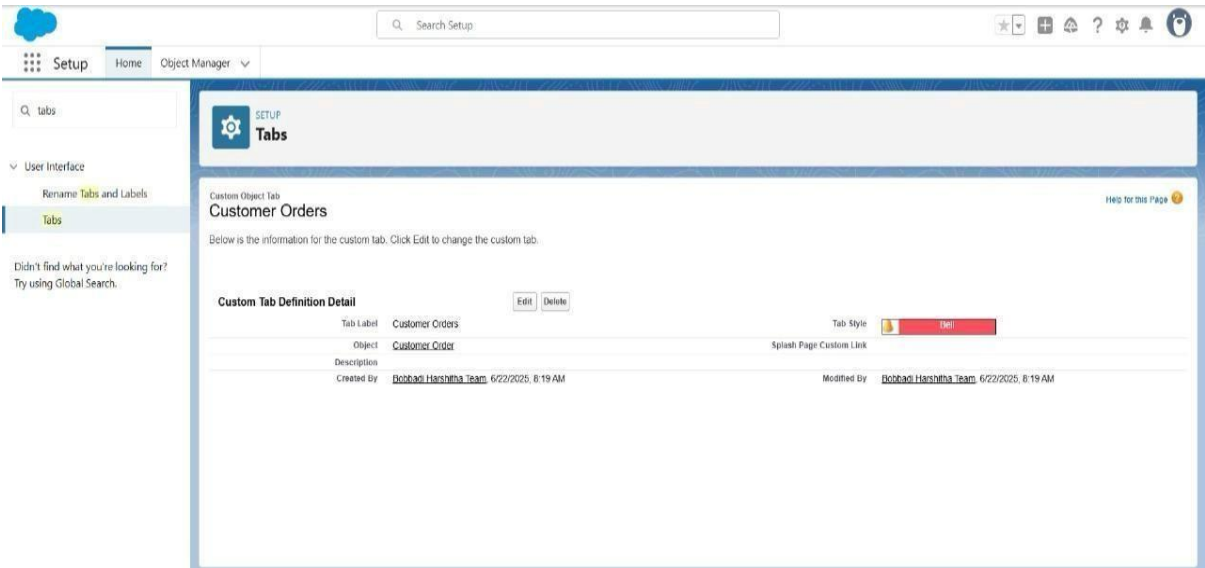 Search Setup
Setup Home Object Manager
tabs
SETUP
Tabs
User Interface
Rename Tabs and Labels
Tabs
Didn't find what you're looking for?
Try using Global Search.
Custom Object Tab
Customer Orders
Help for this Page
Below is the information for the custom tab. Click Edit to change the custom tab.
Custom Tab Definition Detail Edit Delete
Tab Label Customer Orders Tab Style Bell
Object Customer Order Splash Page Custom Link
Description
Created By Bobbadi Harshitha Team, 6/22/2025, 8:19 AM Modified By Bobbadi Harshitha Team, 6/22/2025, 8:19 AM